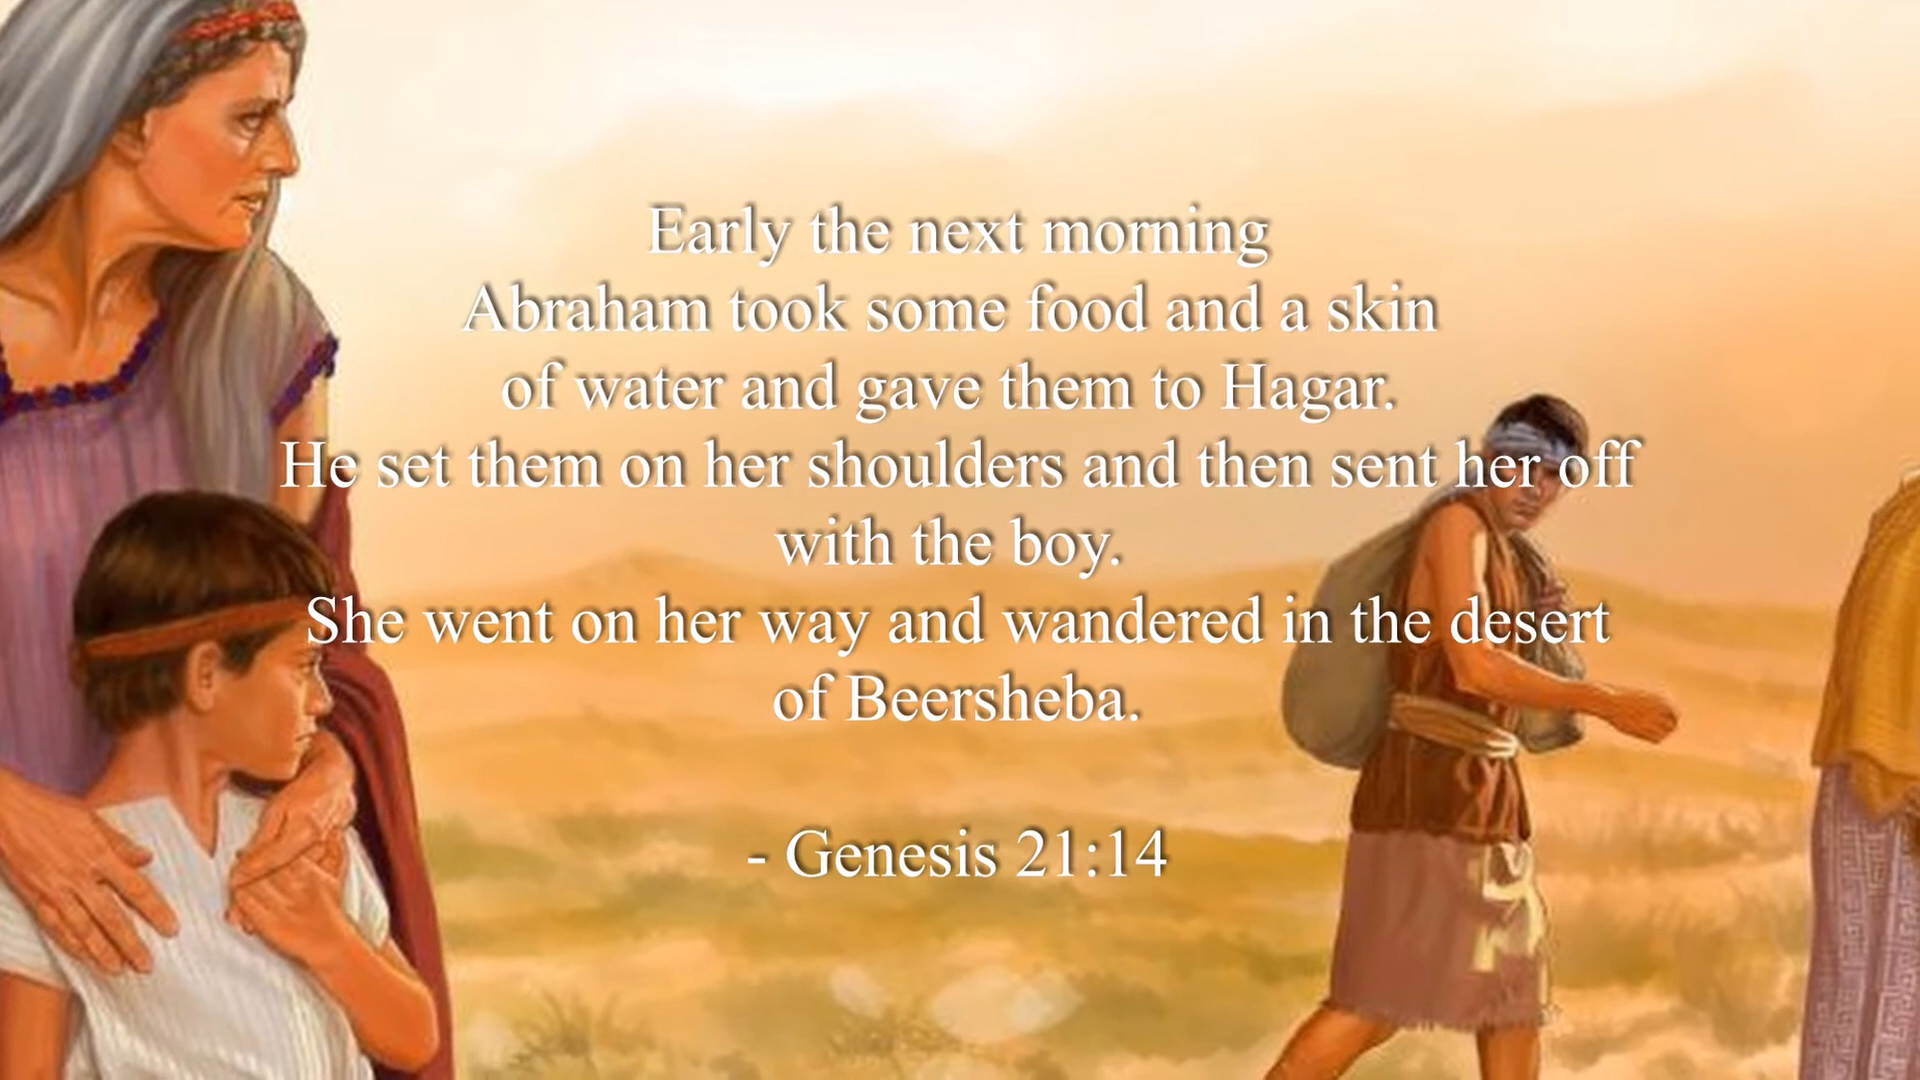 Early the next morning
Abraham took some food and a skin
of water and gave them to Hagar.
He set them on her shoulders and then sent her off
with the boy.
She went on her way and wandered in the desert
of Beersheba.
- Genesis 21:14